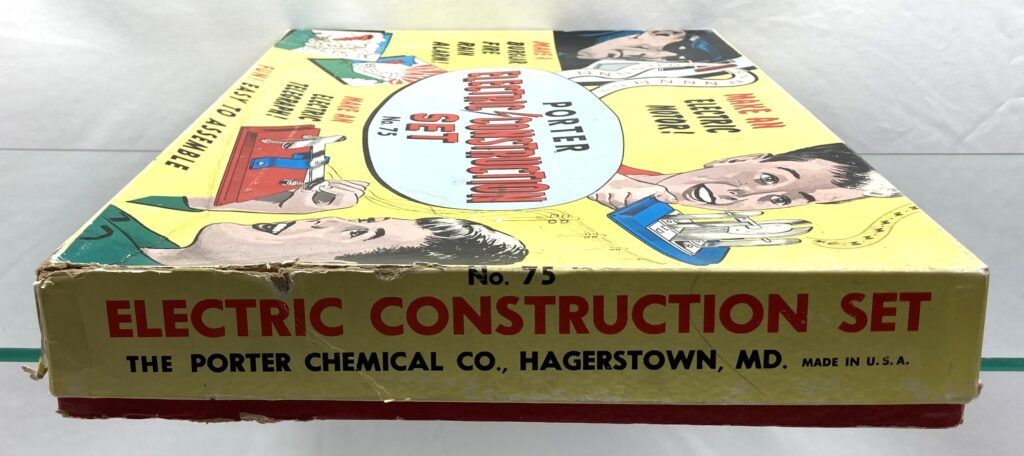 MAKE A
BURGLAR
FIRE
RAIN
ALARM!
MAKE AN
ELECTRIC
MOTOR!
MAKE AN
ELECTRIC
TELEGRAPH!
FUN! EASY TO ASSEMBLE
PORTER
ELECTRIC CONSTRUCTION
SET
No. 75
No. 75
ELECTRIC CONSTRUCTION SET
THE PORTER CHEMICAL CO., HAGERSTOWN, MD. MADE IN U.S.A.